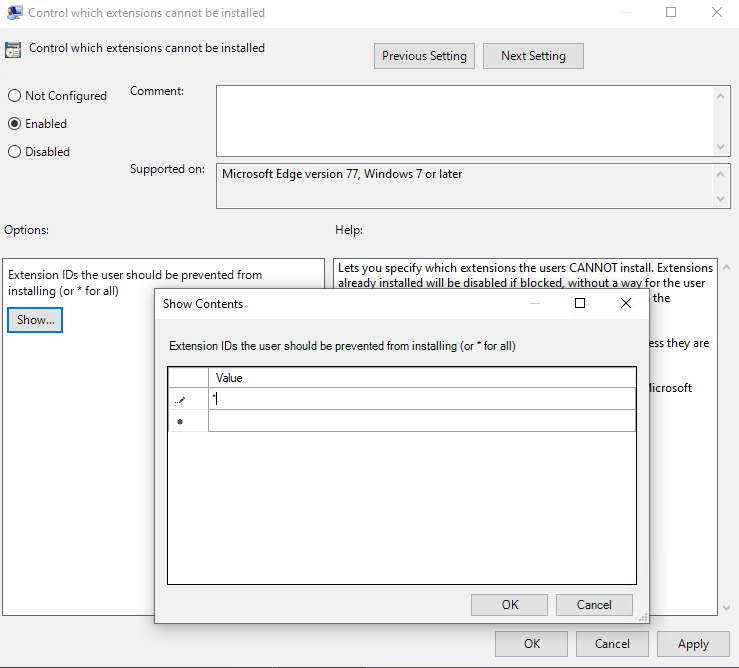 Control which extensions cannot be installed
Control which extensions cannot be installed
Previous Setting
Next Setting
Not Configured
Enabled
Disabled
Comment:
Supported on:
Microsoft Edge version 77, Windows 7 or later
Options:
Help:
Extension IDs the user should be prevented from
installing (or * for all)
Show...
Lets you specify which extensions the users CANNOT install. Extensions
already installed will be disabled if blocked, without a way for the user
the
ess they are
Microsoft
Show Contents
Extension IDs the user should be prevented from installing (or * for all)
Value
*
OK
Cancel
OK
Cancel
Apply